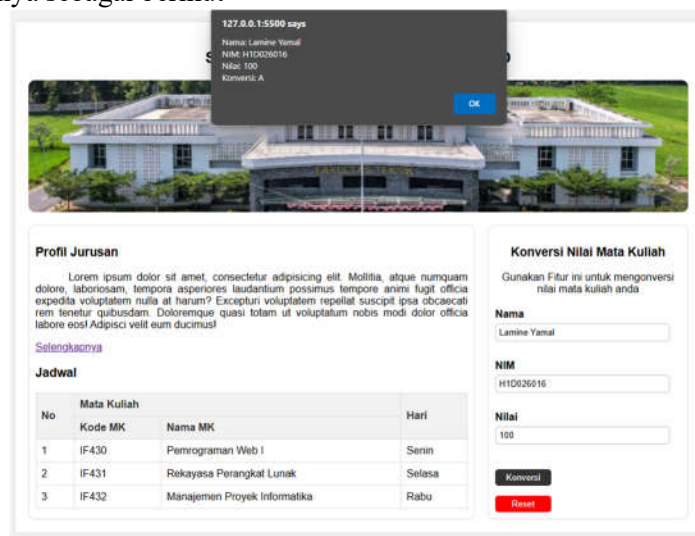 127.0.0.1:5500 says
Nama: Lamine Yamal
NIM: H1D026016
Nilai: 100
Konversi: A
OK
FAKULTAS TEKNIK
Profil Jurusan
Lorem ipsum dolor sit amet, consectetur adipisicing elit. Mollitia, atque numquam
dolore, laboriosam, tempora asperiores laudantium possimus tempore animi fugit officia
expedita voluptatem nulla at harum? Excepturi voluptatem repellat suscipit ipsa obcaecati
rem tenetur quibusdam. Doloremque quasi totam ut voluptatum nobis modi dolor officia
labore eos! Adipisci velit eum ducimus!
Selengkapnya
Jadwal
No Mata Kuliah Hari
Kode MK Nama MK
1 IF430 Pemrograman Web I Senin
2 IF431 Rekayasa Perangkat Lunak Selasa
3 IF432 Manajemen Proyek Informatika Rabu
Konversi Nilai Mata Kuliah
Gunakan Fitur ini untuk mengonversi
nilai mata kuliah anda
Nama
Lamine Yamal
NIM
H1D026016
Nilai
100
Konversi
Reset